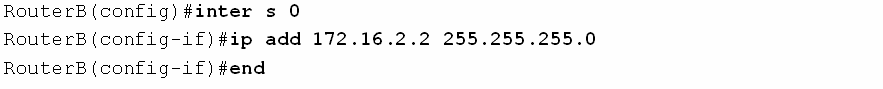 RouterB(config)#inter s 0
RouterB(config-if)#ip add 172.16.2.2 255.255.255.0
RouterB(config-if)#end